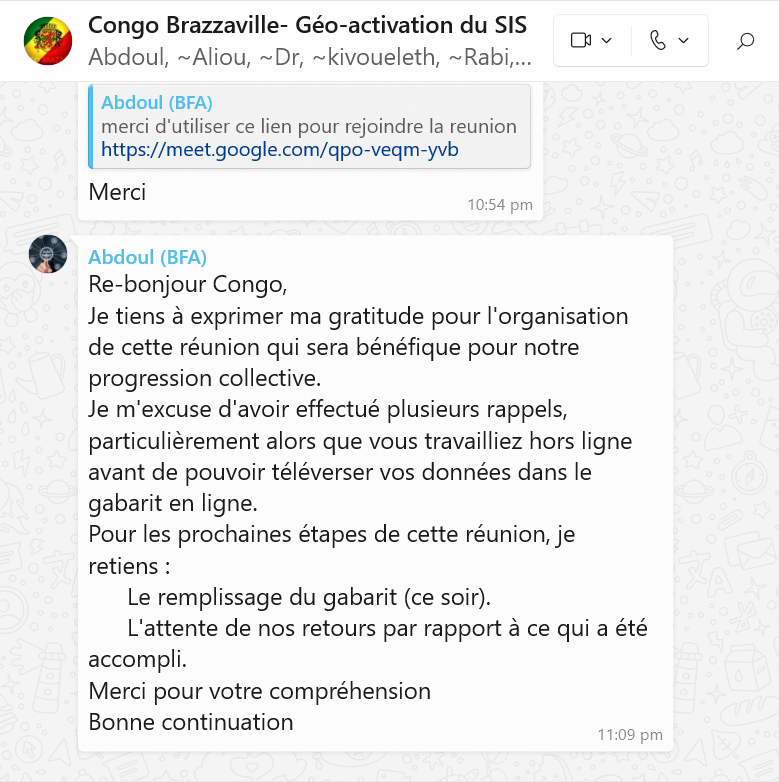 Congo Brazzaville- Géo-activation du SIS
Abdoul, ~Aliou, ~Dr, ~kivoueleth, ~Rabi,...
Abdoul (BFA)
merci d'utiliser ce lien pour rejoindre la reunion
https://meet.google.com/qpo-veqm-yvb
Merci
10:54 pm
Abdoul (BFA)
Re-bonjour Congo,
Je tiens à exprimer ma gratitude pour l'organisation
de cette réunion qui sera bénéfique pour notre
progression collective.
Je m'excuse d'avoir effectué plusieurs rappels,
particulièrement alors que vous travailliez hors ligne
avant de pouvoir téléverser vos données dans le
gabarit en ligne.
Pour les prochaines étapes de cette réunion, je
retiens :
Le remplissage du gabarit (ce soir).
L'attente de nos retours par rapport à ce qui a été
accompli.
Merci pour votre compréhension
Bonne continuation
11:09 pm